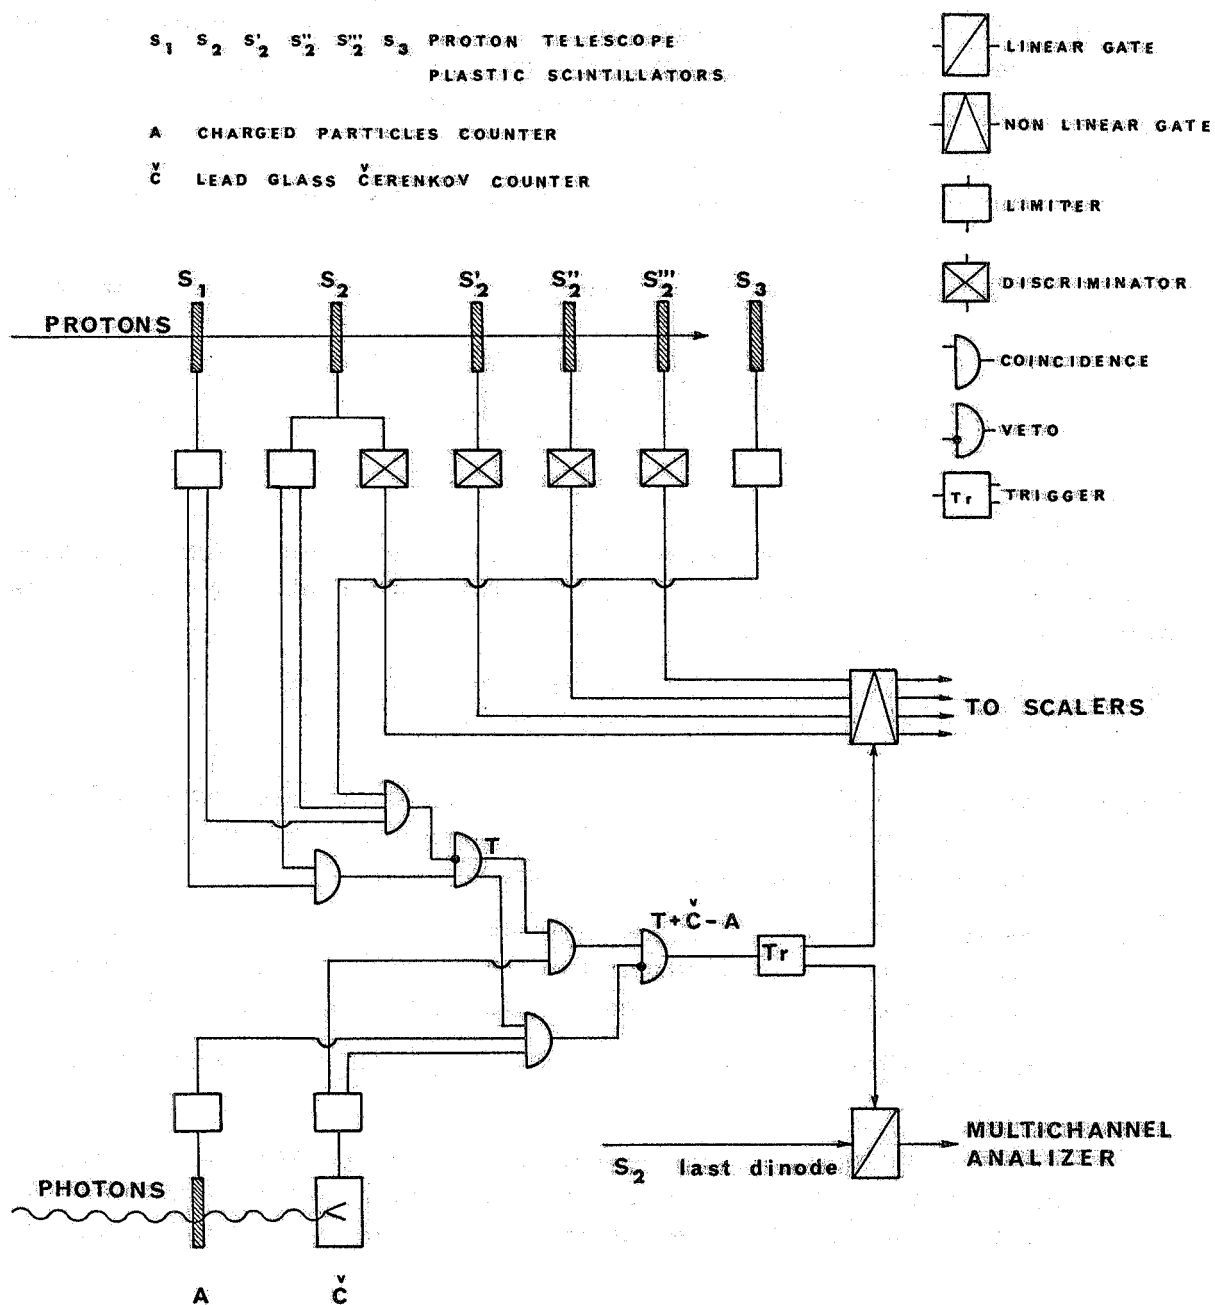 S₁ S₂ S'₂ S"₂ S'''₂ S₃ PROTON TELESCOPE
PLASTIC SCINTILLATORS
A CHARGED PARTICLES COUNTER
Č LEAD GLASS ČERENKOV COUNTER
LINEAR GATE
NON LINEAR GATE
LIMITER
DISCRIMINATOR
COINCIDENCE
VETO
Tr TRIGGER
S₁ S₂ S'₂ S"₂ S'''₂ S₃
PROTONS
TO SCALERS
T
T+Č-A
Tr
S₂ last dinode
MULTICHANNEL
ANALIZER
PHOTONS
A Č